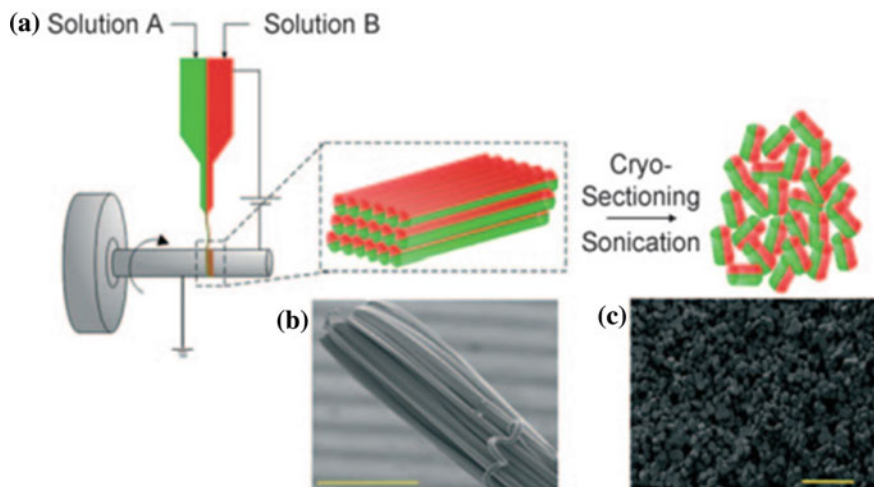 (a)
Solution A
Solution B
Cryo-
Sectioning
Sonication
(b)
(c)